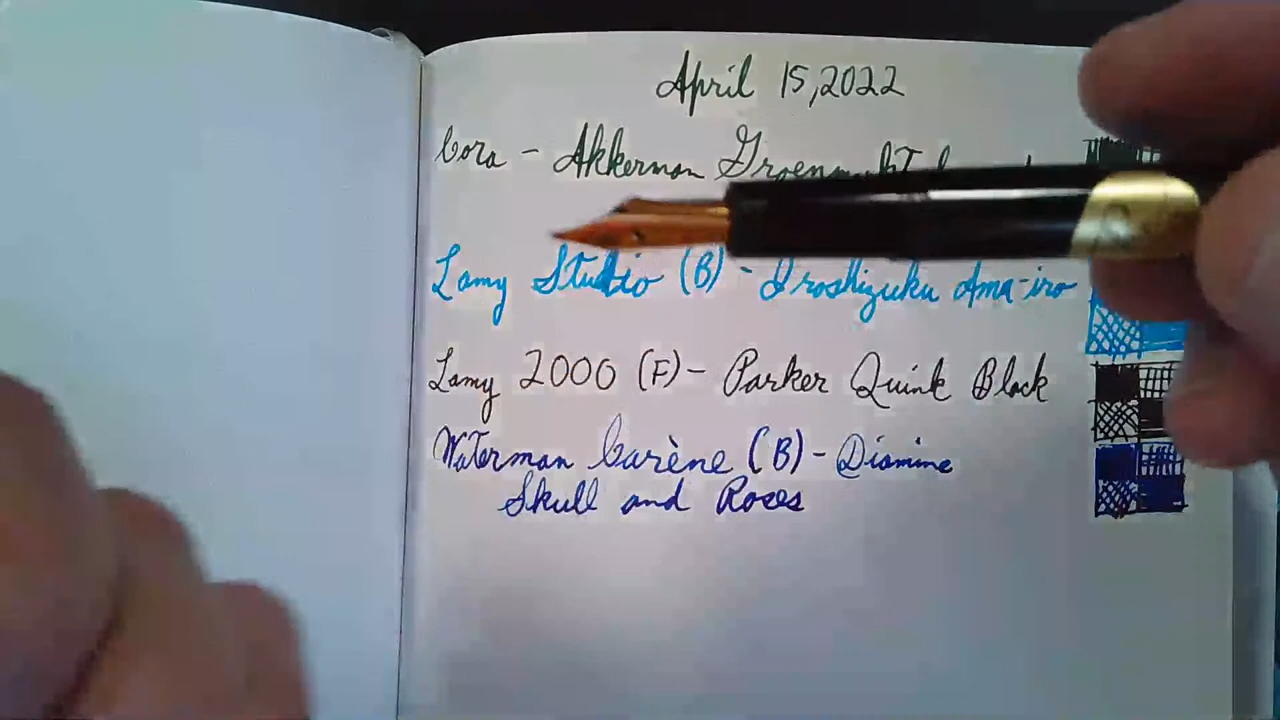 April 15,2022
Cora - Akkerman
Lamy Studio (B) - Iroshizuku Ama-iro
Lamy 2000 (F) - Parker Quink Black
Waterman Carène (B) - Diamine
Skull and Roses